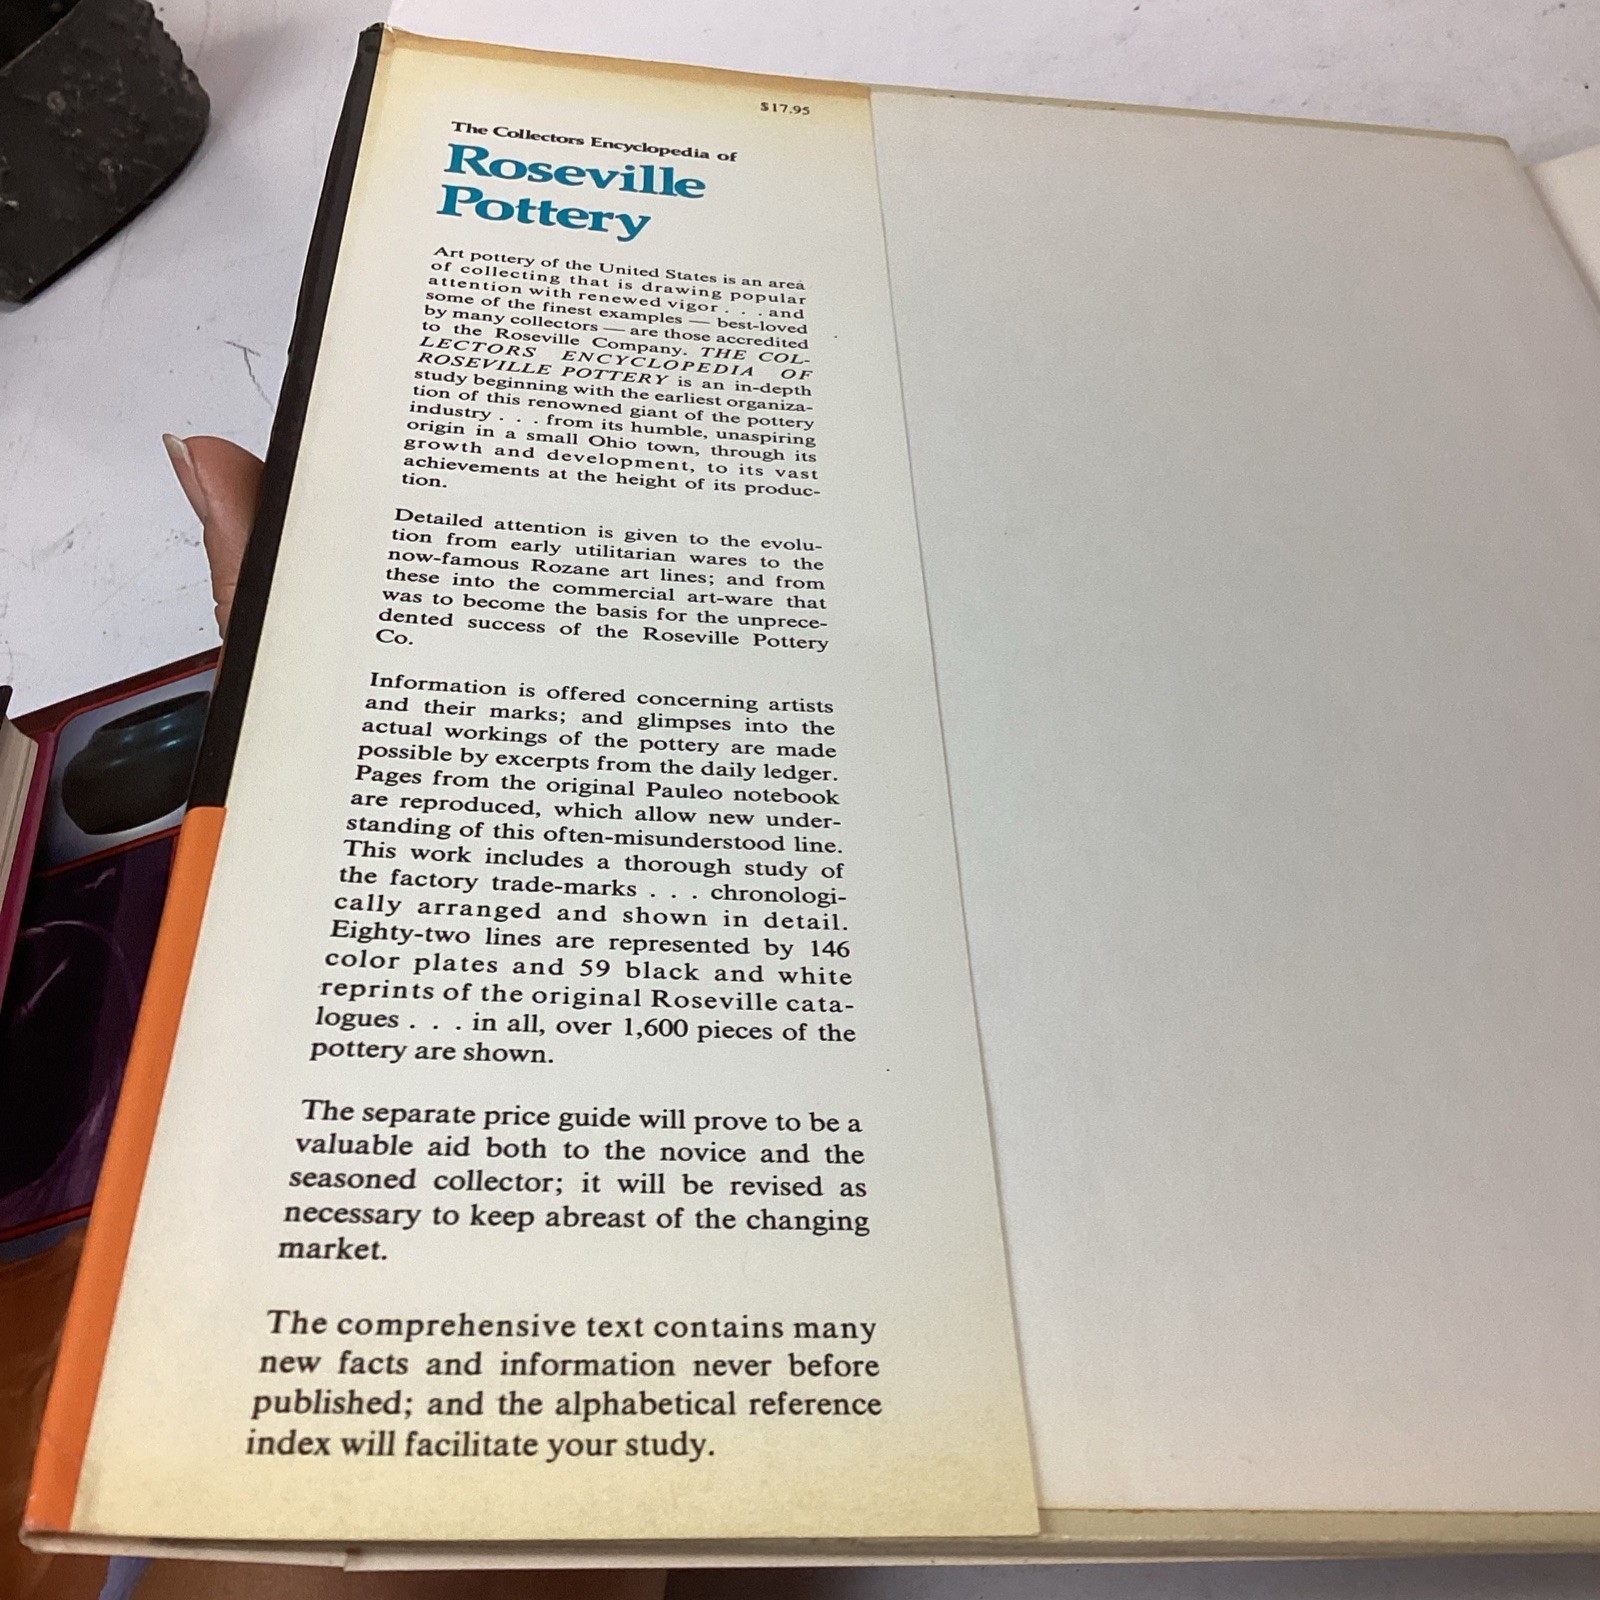 $17.95
The Collectors Encyclopedia of
Roseville
Pottery
Art pottery of the United States is an area
of collecting that is drawing popular
attention with renewed vigor . . . and
some of the finest examples — best-loved
by many collectors — are those accredited
to the Roseville Company. THE COL-
LECTORS ENCYCLOPEDIA OF
ROSEVILLE POTTERY is an in-depth
study beginning with the earliest organiza-
tion of this renowned giant of the pottery
industry . . . from its humble, unaspiring
origin in a small Ohio town, through its
growth and development, to its vast
achievements at the height of its produc-
tion.
Detailed attention is given to the evolu-
tion from early utilitarian wares to the
now-famous Rozane art lines; and from
these into the commercial art-ware that
was to become the basis for the unprece-
dented success of the Roseville Pottery
Co.
Information is offered concerning artists
and their marks; and glimpses into the
actual workings of the pottery are made
possible by excerpts from the daily ledger.
Pages from the original Pauleo notebook
are reproduced, which allow new under-
standing of this often-misunderstood line.
This work includes a thorough study of
the factory trade-marks . . . chronologi-
cally arranged and shown in detail.
Eighty-two lines are represented by 146
color plates and 59 black and white
reprints of the original Roseville cata-
logues . . . in all, over 1,600 pieces of the
pottery are shown.
The separate price guide will prove to be a
valuable aid both to the novice and the
seasoned collector; it will be revised as
necessary to keep abreast of the changing
market.
The comprehensive text contains many
new facts and information never before
published; and the alphabetical reference
index will facilitate your study.